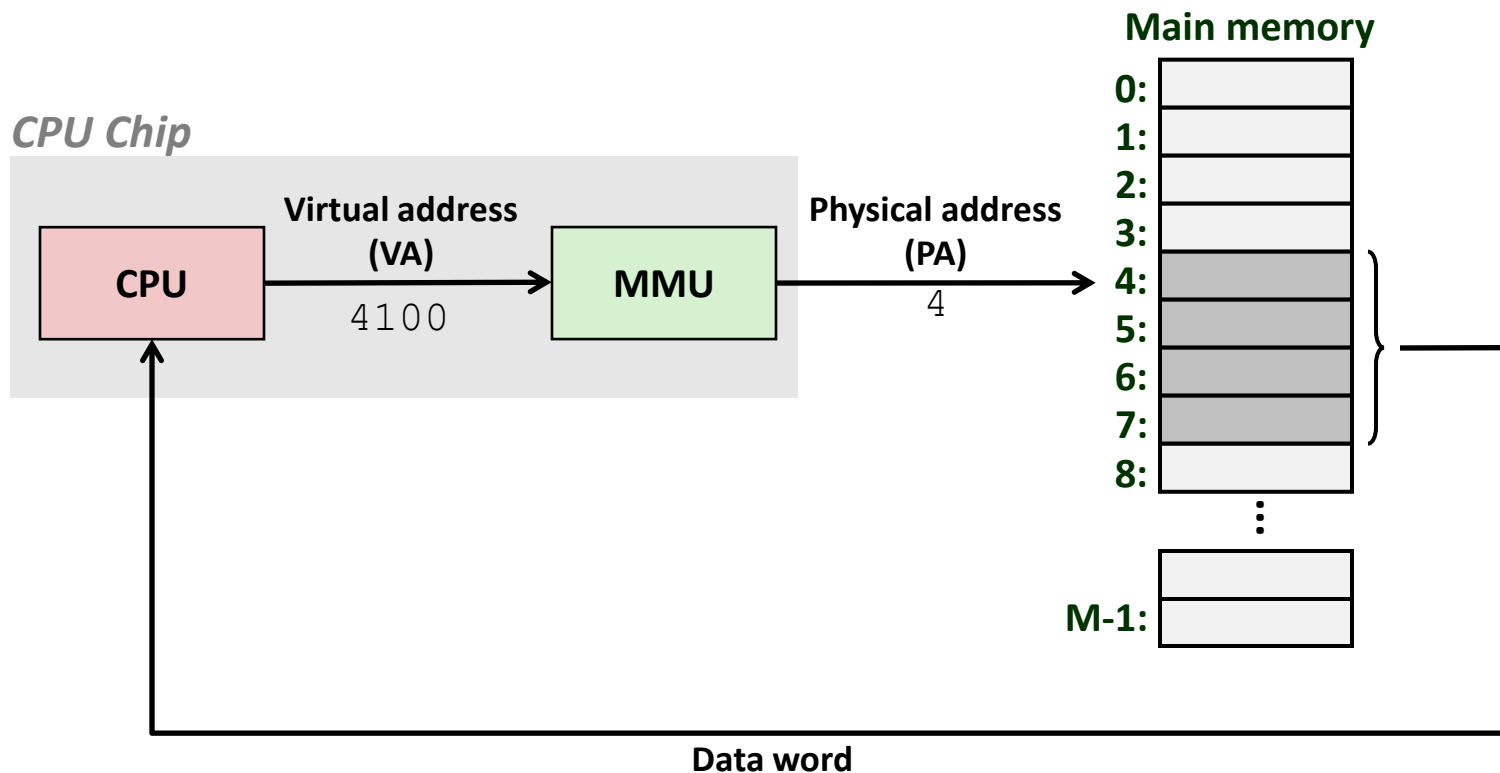 Main memory
CPU Chip
0:
1:
2:
3:
4:
5:
6:
7:
8:
M-1:
CPU
Virtual address
(VA)
4100
MMU
Physical address
(PA)
4
Data word